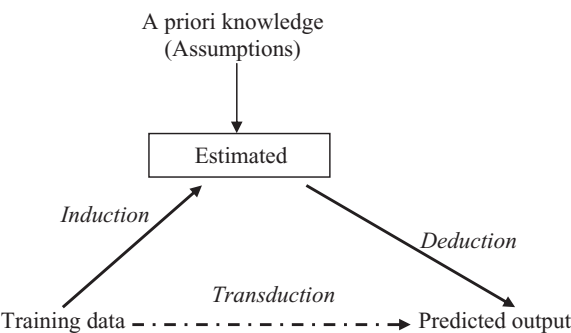 A priori knowledge
(Assumptions)
Estimated
Induction
Deduction
Transduction
Training data
Predicted output